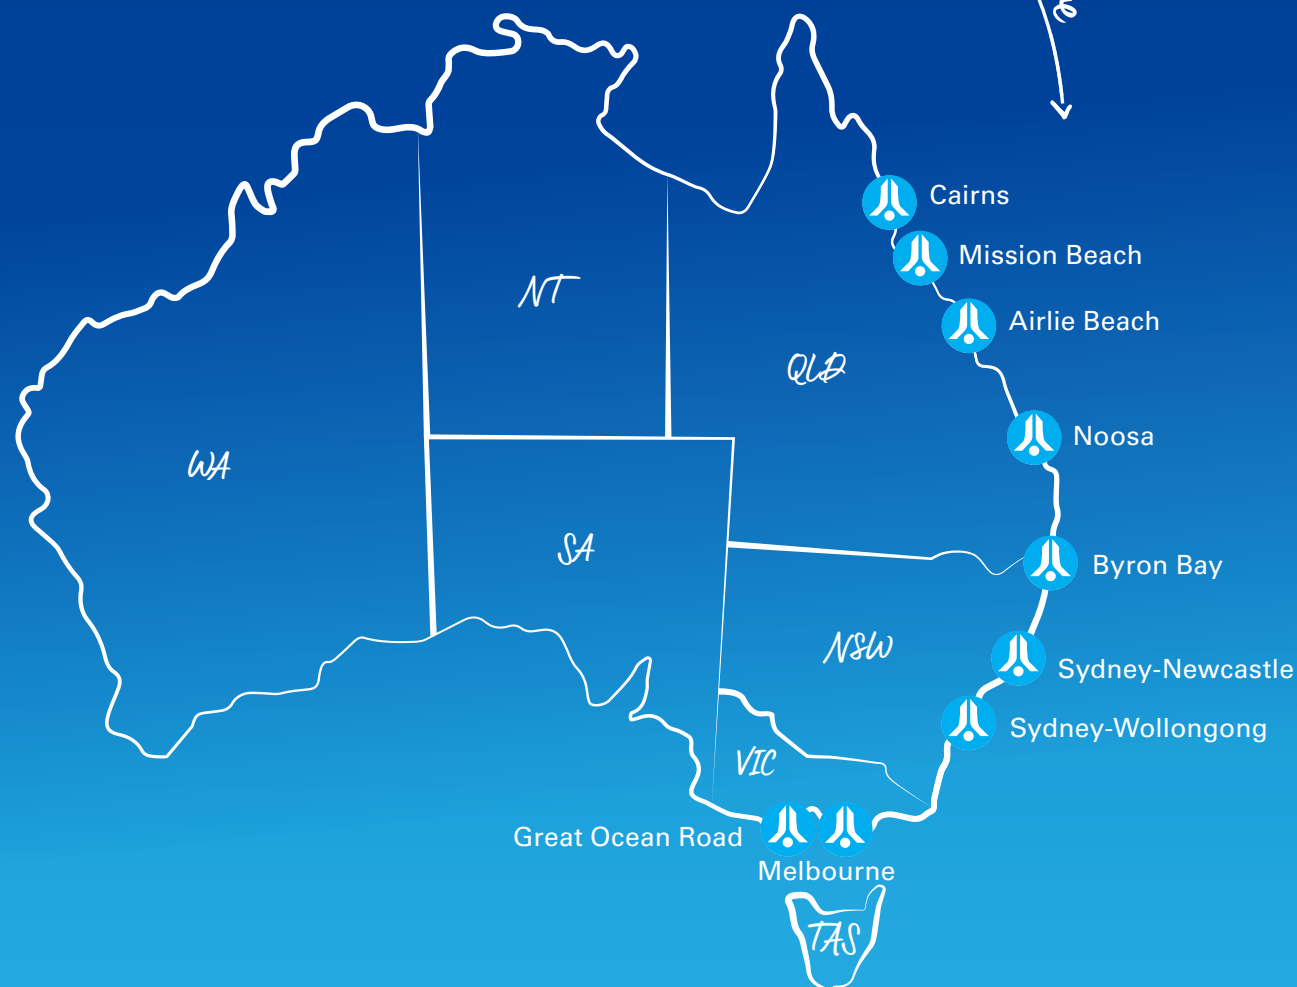 Cairns
Mission Beach
NT
Airlie Beach
QLD
Noosa
WA
SA
Byron Bay
NSW
Sydney-Newcastle
Sydney-Wollongong
VIC
Great Ocean Road
Melbourne
TAS